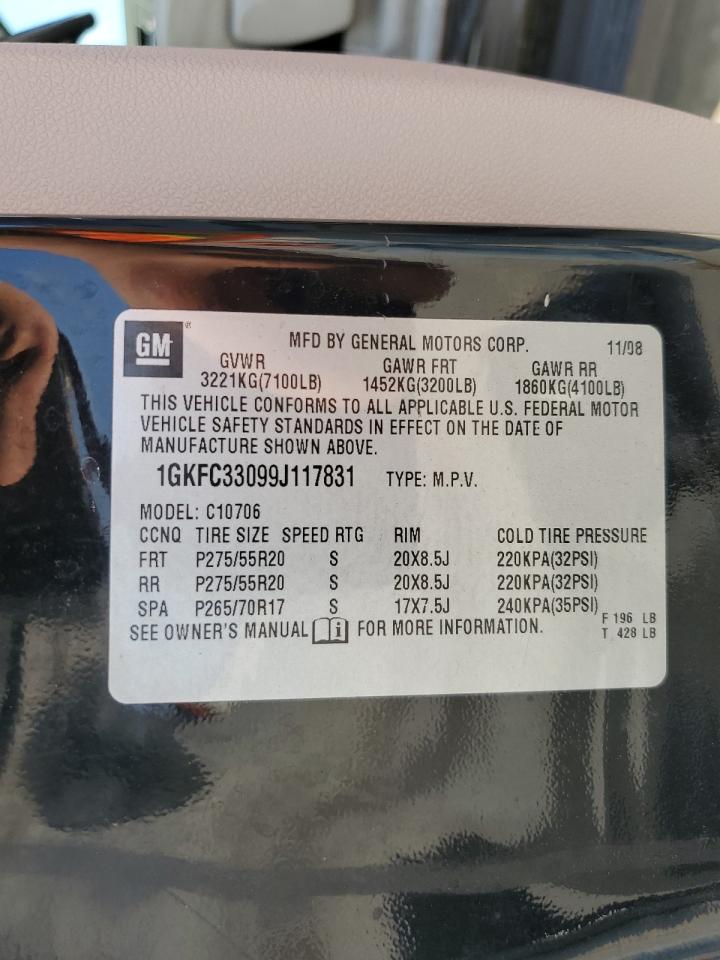 GM ®
MFD BY GENERAL MOTORS CORP. 11/08
GVWR GAWR FRT GAWR RR
3221KG(7100LB) 1452KG(3200LB) 1860KG(4100LB)
THIS VEHICLE CONFORMS TO ALL APPLICABLE U.S. FEDERAL MOTOR
VEHICLE SAFETY STANDARDS IN EFFECT ON THE DATE OF
MANUFACTURE SHOWN ABOVE.
1GKFC33099J117831 TYPE: M.P.V.
MODEL: C10706
CCNQ TIRE SIZE SPEED RTG RIM COLD TIRE PRESSURE
FRT P275/55R20 S 20X8.5J 220KPA(32PSI)
RR P275/55R20 S 20X8.5J 220KPA(32PSI)
SPA P265/70R17 S 17X7.5J 240KPA(35PSI)
SEE OWNER'S MANUAL i FOR MORE INFORMATION.
F 196 LB
T 428 LB